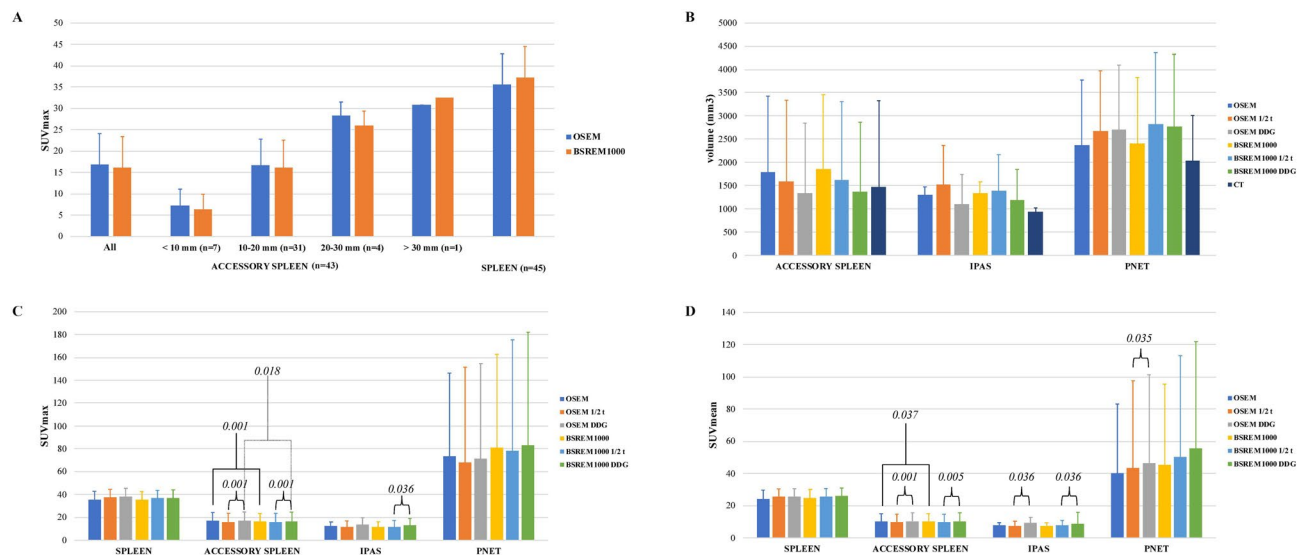 A
50
45
40
35
30
25
20
15
10
5
0
SUVmax
All
< 10 mm (n=7)
10-20 mm (n=31)
20-30 mm (n=4)
> 30 mm (n=1)
ACCESSORY SPLEEN (n=43)
SPLEEN (n=45)
OSEM
BSREM1000
B
5000
4500
4000
3500
3000
2500
2000
1500
1000
500
0
volume (mm3)
ACCESSORY SPLEEN
IPAS
PNET
OSEM
OSEM 1/2 t
OSEM DDG
BSREM1000
BSREM1000 1/2 t
BSREM1000 DDG
CT
C
200
180
160
140
120
100
80
60
40
20
0
SUVmax
0.018
0.001
0.001
0.001
0.036
SPLEEN
ACCESSORY SPLEEN
IPAS
PNET
OSEM
OSEM 1/2 t
OSEM DDG
BSREM1000
BSREM1000 1/2 t
BSREM1000 DDG
D
140
120
100
80
60
40
20
0
SUVmean
0.035
0.037
0.001
0.005
0.036
0.036
SPLEEN
ACCESSORY SPLEEN
IPAS
PNET
OSEM
OSEM 1/2 t
OSEM DDG
BSREM1000
BSREM1000 1/2 t
BSREM1000 DDG